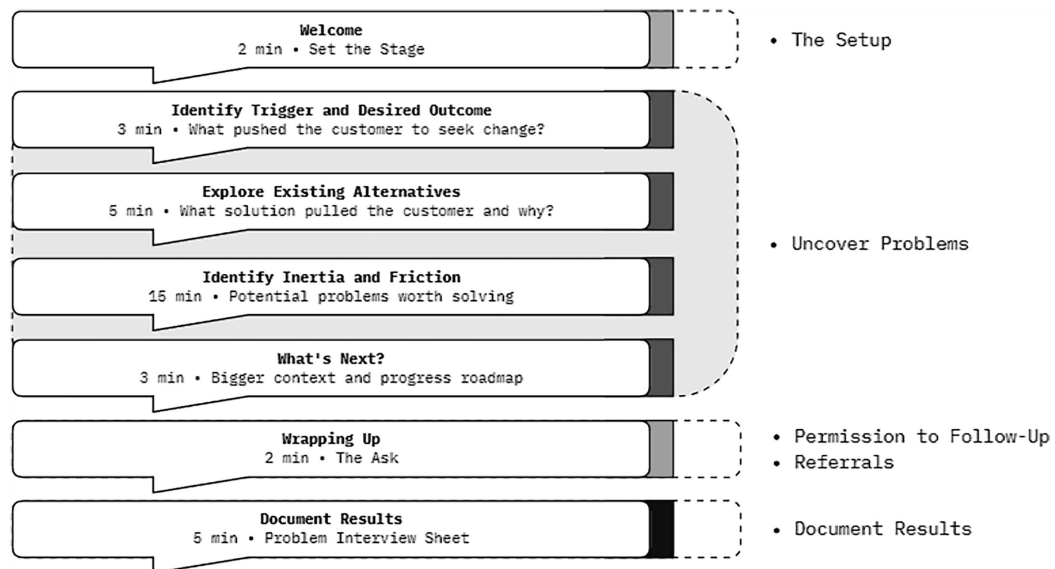 Welcome
2 min • Set the Stage
• The Setup
Identify Trigger and Desired Outcome
3 min • What pushed the customer to seek change?
Explore Existing Alternatives
5 min • What solution pulled the customer and why?
Identify Inertia and Friction
15 min • Potential problems worth solving
What's Next?
3 min • Bigger context and progress roadmap
• Uncover Problems
Wrapping Up
2 min • The Ask
• Permission to Follow-Up
• Referrals
Document Results
5 min • Problem Interview Sheet
• Document Results